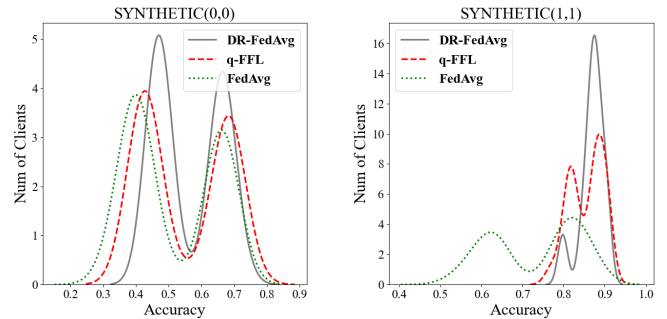 SYNTHETIC(0,0)
DR-FedAvg
q-FFL
FedAvg
Num of Clients
5
4
3
2
1
0
0.2 0.3 0.4 0.5 0.6 0.7 0.8 0.9
Accuracy
SYNTHETIC(1,1)
DR-FedAvg
q-FFL
FedAvg
Num of Clients
16
14
12
10
8
6
4
2
0
0.4 0.5 0.6 0.7 0.8 0.9 1.0
Accuracy